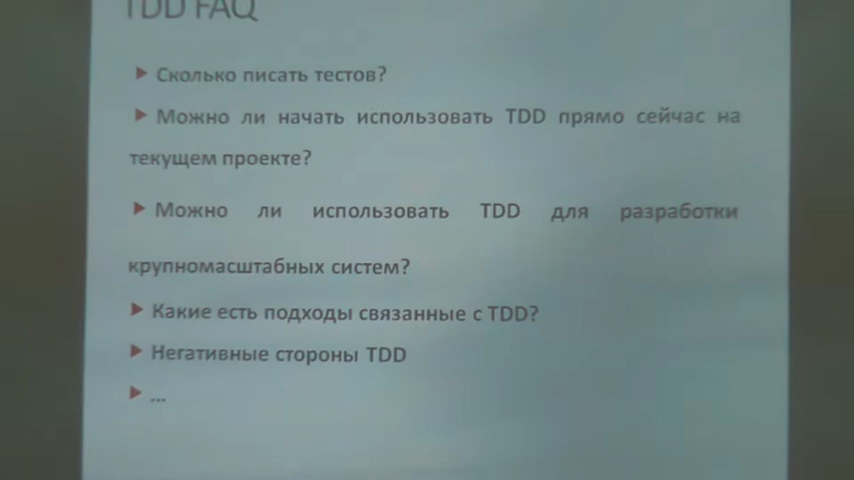 TDD FAQ
Сколько писать тестов?
Можно ли начать использовать TDD прямо сейчас на
текущем проекте?
Можно ли использовать TDD для разработки
крупномасштабных систем?
Какие есть подходы связанные с TDD?
Негативные стороны TDD
...